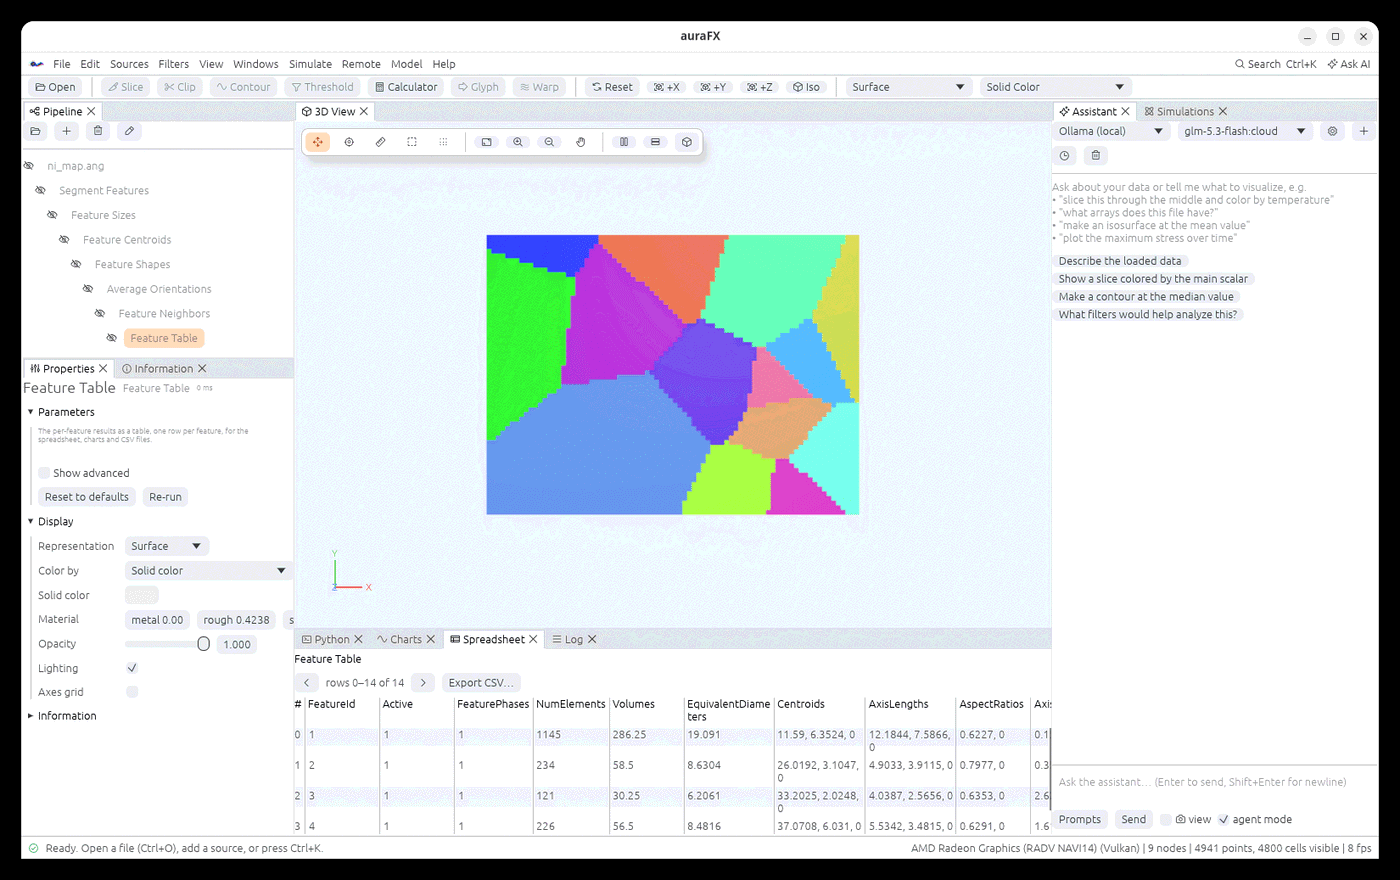 auraFX
File Edit Sources Filters View Windows Simulate Remote Model Help
Search Ctrl+K Ask AI
Open Slice Clip Contour Threshold Calculator Glyph Warp Reset +X +Y +Z Iso Surface Solid Color
Pipeline
ni_map.ang
Segment Features
Feature Sizes
Feature Centroids
Feature Shapes
Average Orientations
Feature Neighbors
Feature Table
Properties Information
Feature Table Feature Table 0 ms
Parameters
The per-feature results as a table, one row per feature, for the
spreadsheet, charts and CSV files.
Show advanced
Reset to defaults Re-run
Display
Representation Surface
Color by Solid color
Solid color
Material metal 0.00 rough 0.4238 s
Opacity 1.000
Lighting
Axes grid
Information
3D View
Y
Z X
Python Charts Spreadsheet Log
Feature Table
rows 0–14 of 14 Export CSV...
# FeatureId Active FeaturePhases NumElements Volumes EquivalentDiame Centroids AxisLengths AspectRatios Axis
ters
0 1 1 1 1145 286.25 19.091 11.59, 6.3524, 0 12.1844, 7.5866, 0.6227, 0 0.1
0
1 2 1 1 234 58.5 8.6304 26.0192, 3.1047, 4.9033, 3.9115, 0 0.7977, 0 0.3
0
2 3 1 1 121 30.25 6.2061 33.2025, 2.0248, 4.0387, 2.5656, 0 0.6353, 0 2.6
0
3 4 1 1 226 56.5 8.4816 37.0708, 6.031, 0 5.5342, 3.4815, 0 0.6291, 0 1.6
Assistant Simulations
Ollama (local) glm-5.3-flash:cloud
Ask about your data or tell me what to visualize, e.g.
• "slice this through the middle and color by temperature"
• "what arrays does this file have?"
• "make an isosurface at the mean value"
• "plot the maximum stress over time"
Describe the loaded data
Show a slice colored by the main scalar
Make a contour at the median value
What filters would help analyze this?
Ask the assistant... (Enter to send, Shift+Enter for newline)
Prompts Send view agent mode
Ready. Open a file (Ctrl+O), add a source, or press Ctrl+K.
AMD Radeon Graphics (RADV NAVI14) (Vulkan) | 9 nodes | 4941 points, 4800 cells visible | 8 fps